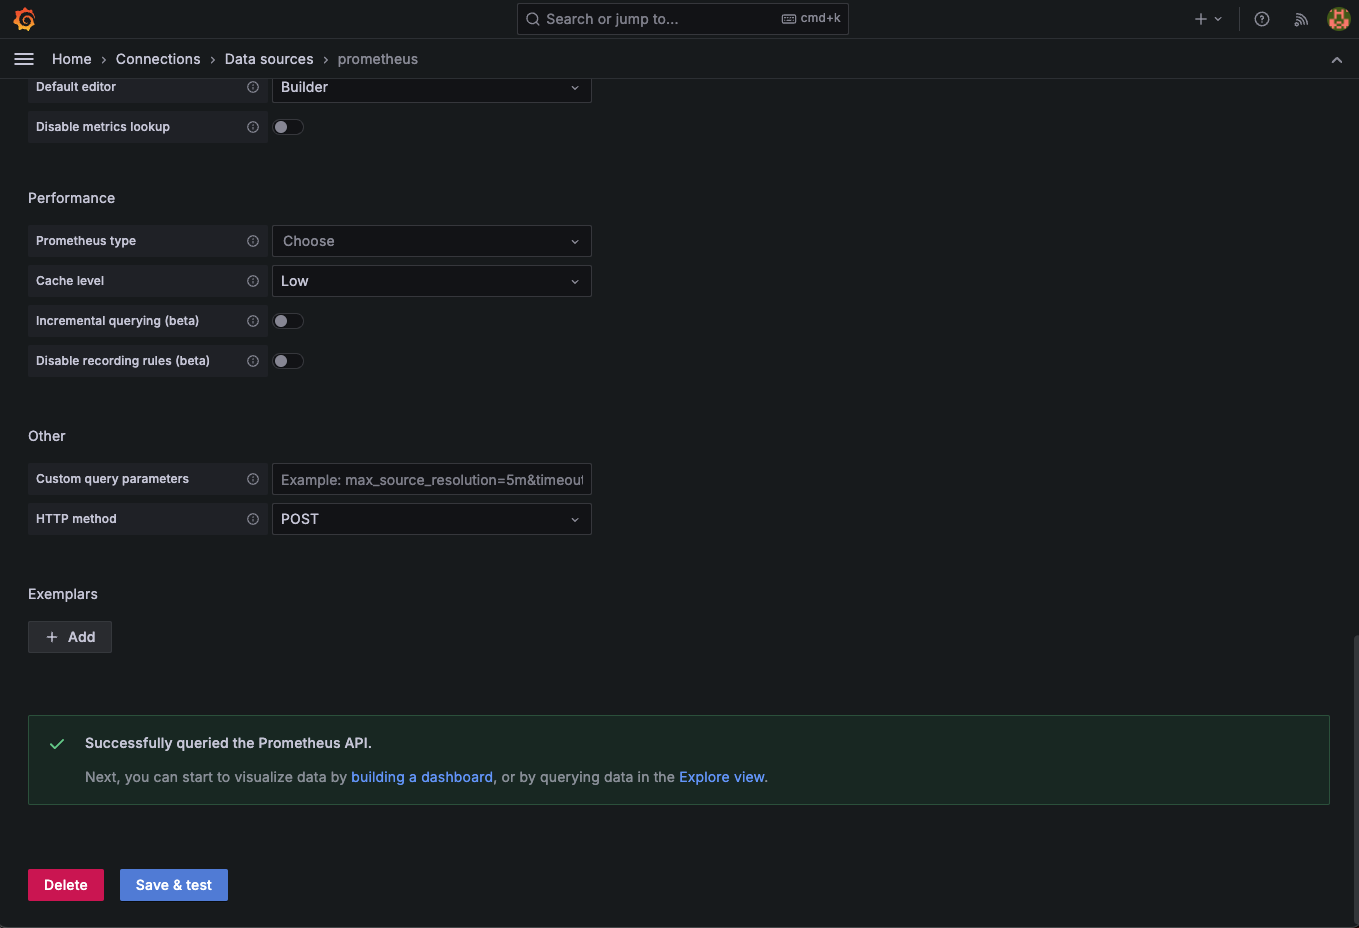 Search or jump to...
cmd+k
Home › Connections › Data sources › prometheus
Default editor
Builder
Disable metrics lookup
Performance
Prometheus type
Choose
Cache level
Low
Incremental querying (beta)
Disable recording rules (beta)
Other
Custom query parameters
Example: max_source_resolution=5m&timeout
HTTP method
POST
Exemplars
+ Add
Successfully queried the Prometheus API.
Next, you can start to visualize data by building a dashboard, or by querying data in the Explore view.
Delete
Save & test